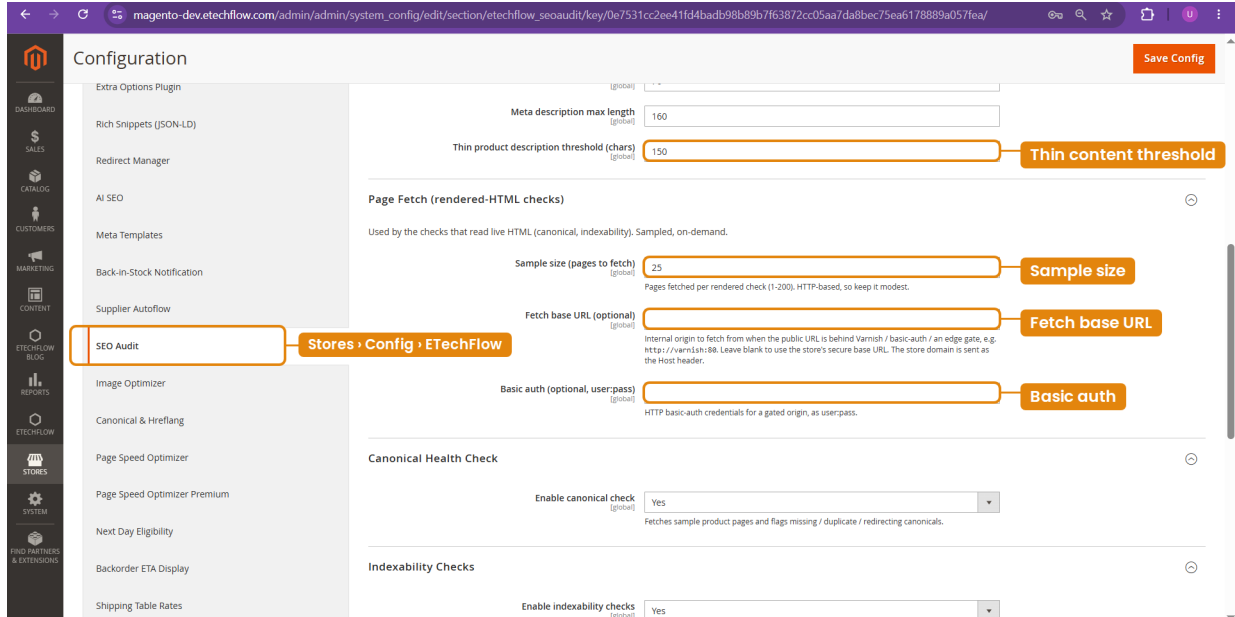 magento-dev.etechflow.com/admin/admin/system_config/edit/section/etechflow_seoaudit/key/0e7531cc2ee41fd4badb98b89b7f63872cc05aa7da8bec75ea6178889a057fea/
U
Configuration
Save Config
DASHBOARD
SALES
CATALOG
CUSTOMERS
MARKETING
CONTENT
ETECHFLOW
BLOG
REPORTS
ETECHFLOW
STORES
SYSTEM
FIND PARTNERS
& EXTENSIONS
Extra Options Plugin
Rich Snippets (JSON-LD)
Redirect Manager
AI SEO
Meta Templates
Back-in-Stock Notification
Supplier Autoflow
SEO Audit
Stores › Config › ETechFlow
Image Optimizer
Canonical & Hreflang
Page Speed Optimizer
Page Speed Optimizer Premium
Next Day Eligibility
Backorder ETA Display
Shipping Table Rates
[global]
Meta description max length
[global]
160
Thin product description threshold (chars)
[global]
150
Thin content threshold
Page Fetch (rendered-HTML checks)
Used by the checks that read live HTML (canonical, indexability). Sampled, on-demand.
Sample size (pages to fetch)
[global]
25
Sample size
Pages fetched per rendered check (1-200). HTTP-based, so keep it modest.
Fetch base URL (optional)
[global]
Fetch base URL
Internal origin to fetch from when the public URL is behind Varnish / basic-auth / an edge gate, e.g.
http://varnish:80. Leave blank to use the store's secure base URL. The store domain is sent as
the Host header.
Basic auth (optional, user:pass)
[global]
Basic auth
HTTP basic-auth credentials for a gated origin, as user:pass.
Canonical Health Check
Enable canonical check
[global]
Yes
Fetches sample product pages and flags missing / duplicate / redirecting canonicals.
Indexability Checks
Enable indexability checks
[global]
Yes